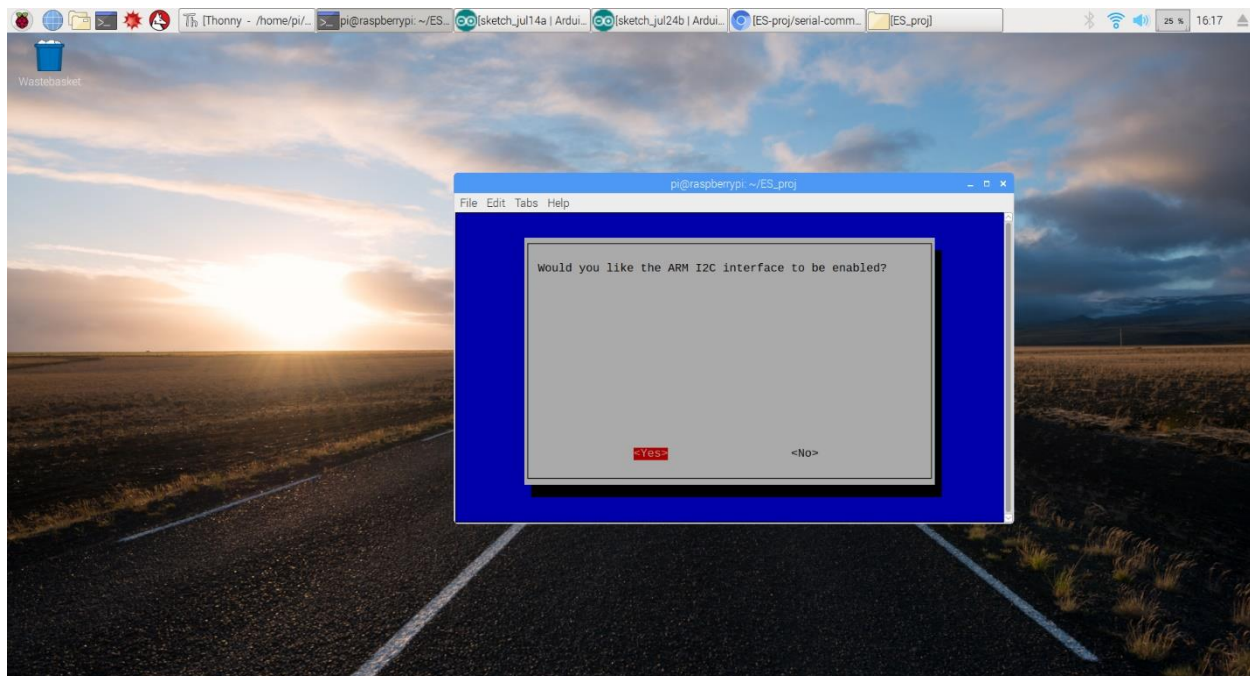 [Thonny - /home/pi/...
pi@raspberrypi: ~/ES...
[sketch_jul14a | Ardui...
[sketch_jul24b | Ardui...
[ES-proj/serial-comm...
[ES_proj]
25 %
16:17
Wastebasket
pi@raspberrypi: ~/ES_proj
File Edit Tabs Help
Would you like the ARM I2C interface to be enabled?
<Yes>
<No>